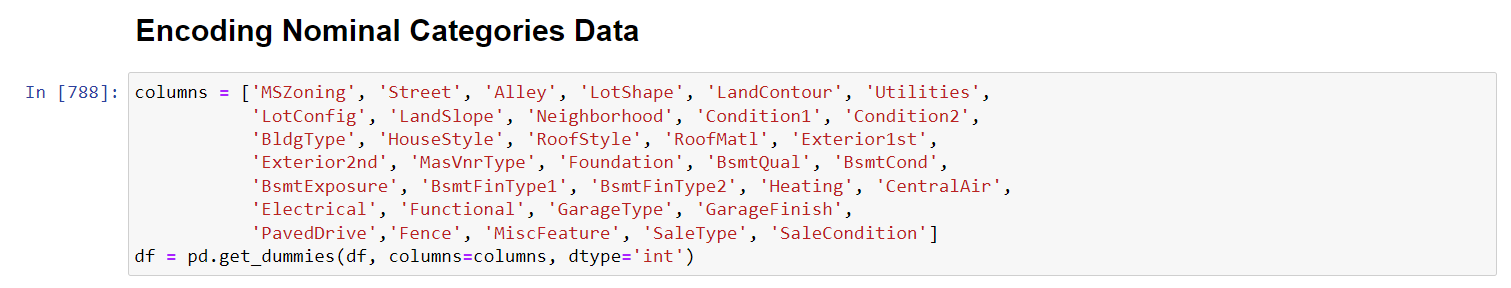 Encoding Nominal Categories Data
In [788]: columns = ['MSZoning', 'Street', 'Alley', 'LotShape', 'LandContour', 'Utilities',
'LotConfig', 'LandSlope', 'Neighborhood', 'Condition1', 'Condition2',
'BldgType', 'HouseStyle', 'RoofStyle', 'RoofMatl', 'Exterior1st',
'Exterior2nd', 'MasVnrType', 'Foundation', 'BsmtQual', 'BsmtCond',
'BsmtExposure', 'BsmtFinType1', 'BsmtFinType2', 'Heating', 'CentralAir',
'Electrical', 'Functional', 'GarageType', 'GarageFinish',
'PavedDrive','Fence', 'MiscFeature', 'SaleType', 'SaleCondition']
df = pd.get_dummies(df, columns=columns, dtype='int')